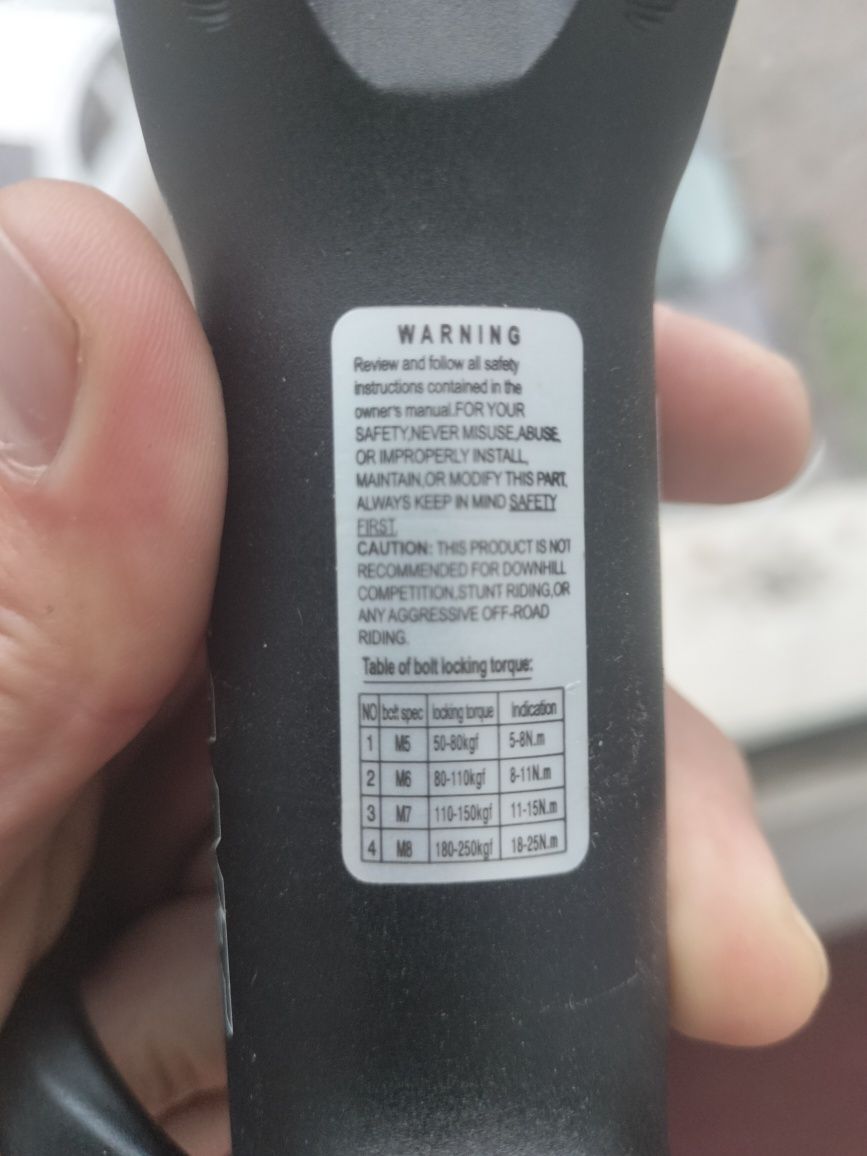 WARNING
Review and follow all safety
instructions contained in the
owner's manual.FOR YOUR
SAFETY,NEVER MISUSE,ABUSE,
OR IMPROPERLY INSTALL,
MAINTAIN,OR MODIFY THIS PART,
ALWAYS KEEP IN MIND SAFETY
FIRST.
CAUTION: THIS PRODUCT IS NOT
RECOMMENDED FOR DOWNHILL
COMPETITION,STUNT RIDING,OR
ANY AGGRESSIVE OFF-ROAD
RIDING.
Table of bolt locking torque:
NO bolt spec locking torque Indication
1 M5 50-80kgf 5-8N.m
2 M6 80-110kgf 8-11N.m
3 M7 110-150kgf 11-15N.m
4 M8 180-250kgf 18-25N.m